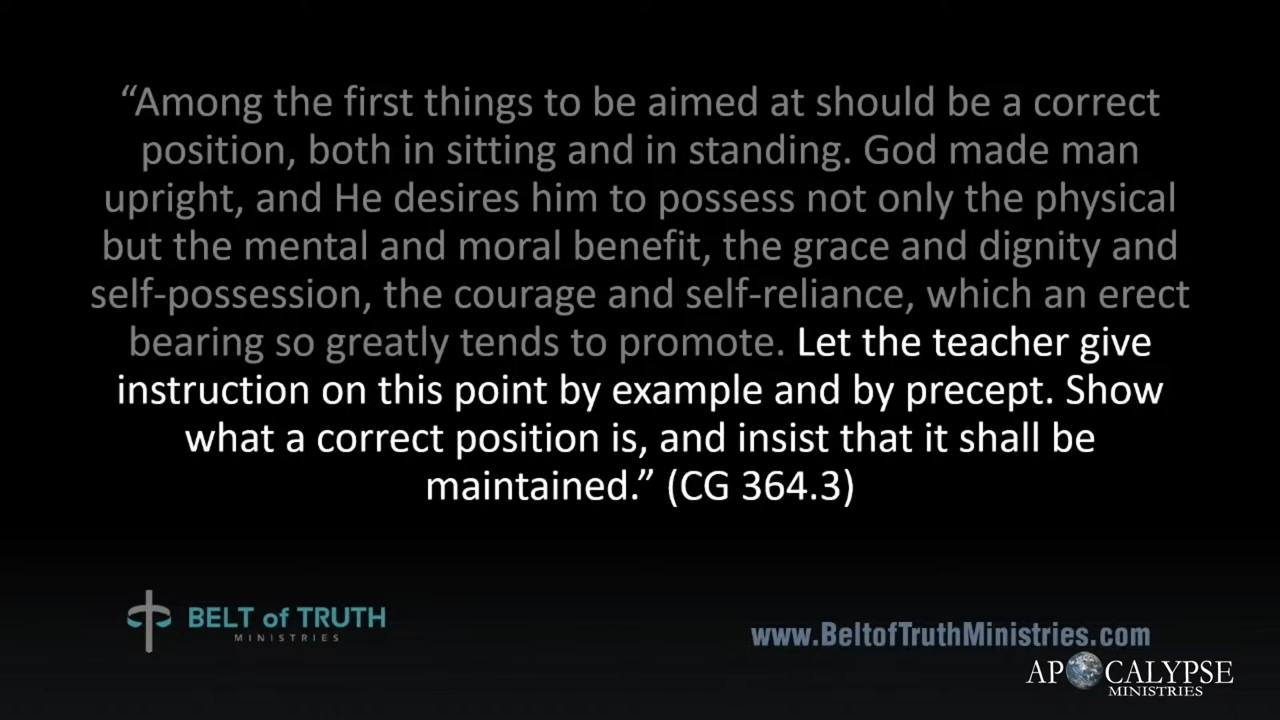 “Among the first things to be aimed at should be a correct
position, both in sitting and in standing. God made man
upright, and He desires him to possess not only the physical
but the mental and moral benefit, the grace and dignity and
self-possession, the courage and self-reliance, which an erect
bearing so greatly tends to promote. Let the teacher give
instruction on this point by example and by precept. Show
what a correct position is, and insist that it shall be
maintained.” (CG 364.3)
BELT of TRUTH
MINISTRIES
www.BeltofTruthMinistries.com
APOCALYPSE
MINISTRIES